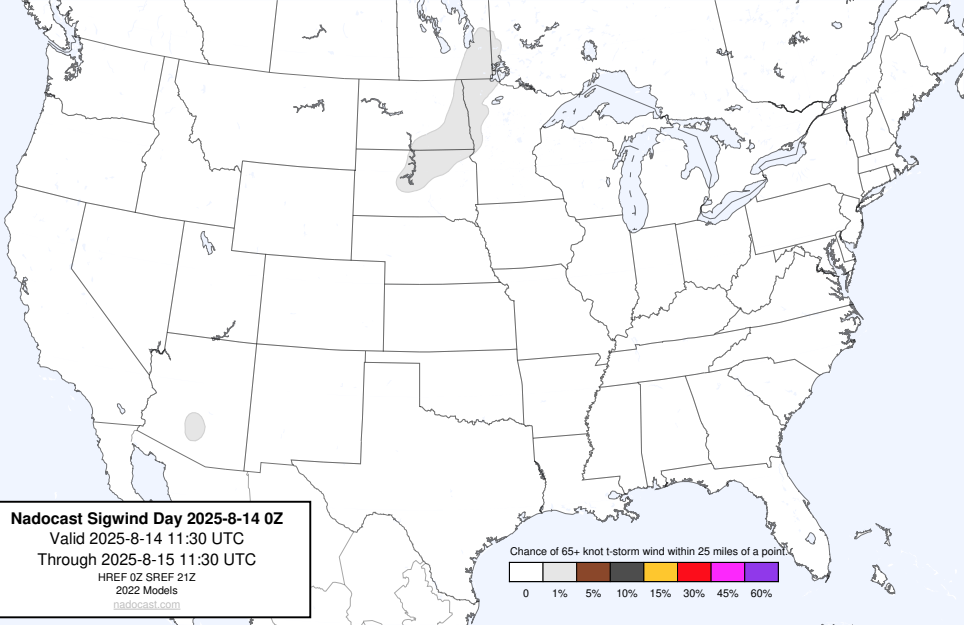 Nadocast Sigwind Day 2025-8-14 0Z
Valid 2025-8-14 11:30 UTC
Through 2025-8-15 11:30 UTC
HREF 0Z SREF 21Z
2022 Models
nadocast.com
Chance of 65+ knot t-storm wind within 25 miles of a point.
0 1% 5% 10% 15% 30% 45% 60%